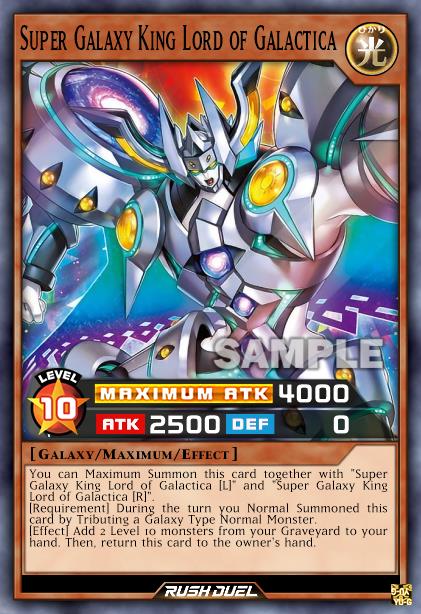 Super Galaxy King Lord of Galactica
ひかり
光
SAMPLE
LEVEL
10
MAXIMUM ATK 4000
ATK 2500 DEF 0
[ Galaxy/Maximum/Effect ]
You can Maximum Summon this card together with "Super
Galaxy King Lord of Galactica [L]" and "Super Galaxy King
Lord of Galactica [R]".
[Requirement] During the turn you Normal Summoned this
card by Tributing a Galaxy Type Normal Monster.
[Effect] Add 2 Level 10 monsters from your Graveyard to your
hand. Then, return this card to the owner's hand.
RUSH DUEL